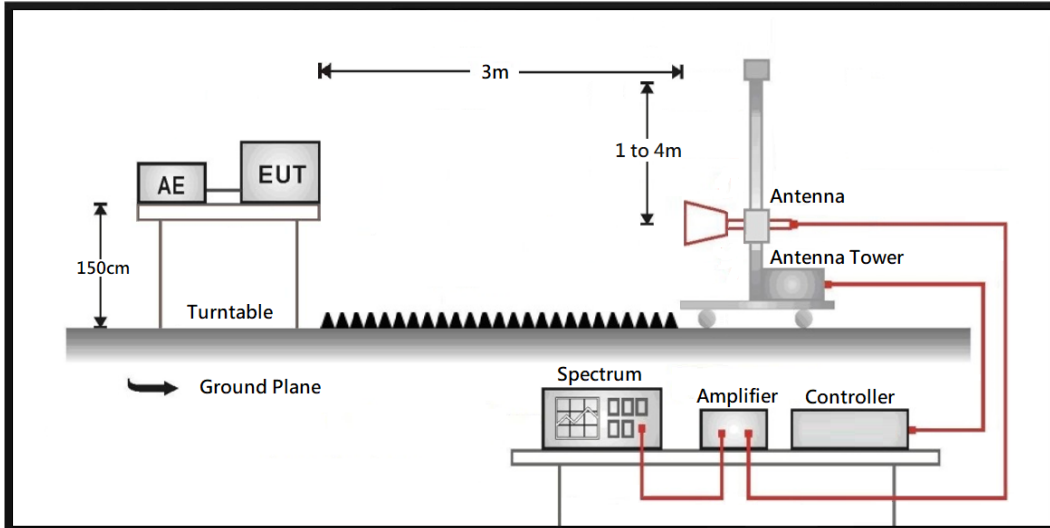 3m
1 to 4m
AE
EUT
Antenna
150cm
Antenna Tower
Turntable
Ground Plane
Spectrum
Amplifier
Controller